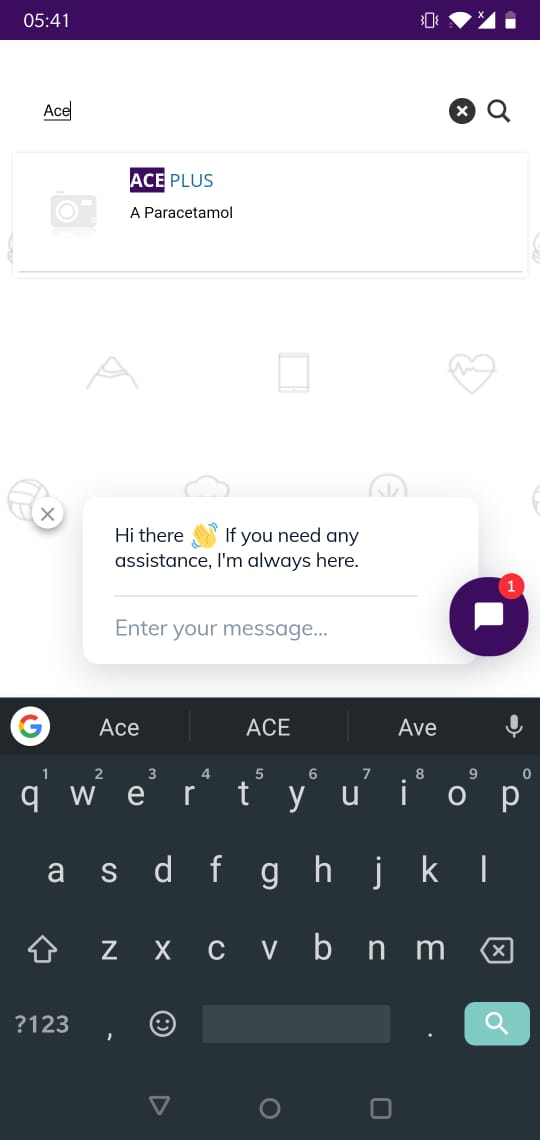 05:41
x
Ace
ACE PLUS
A Paracetamol
Hi there 👋 If you need any
assistance, I'm always here.
1
Enter your message...
G Ace ACE Ave
1 2 3 4 5 6 7 8 9 0
q w e r t y u i o p
a s d f g h j k l
z x c v b n m
?123 , .